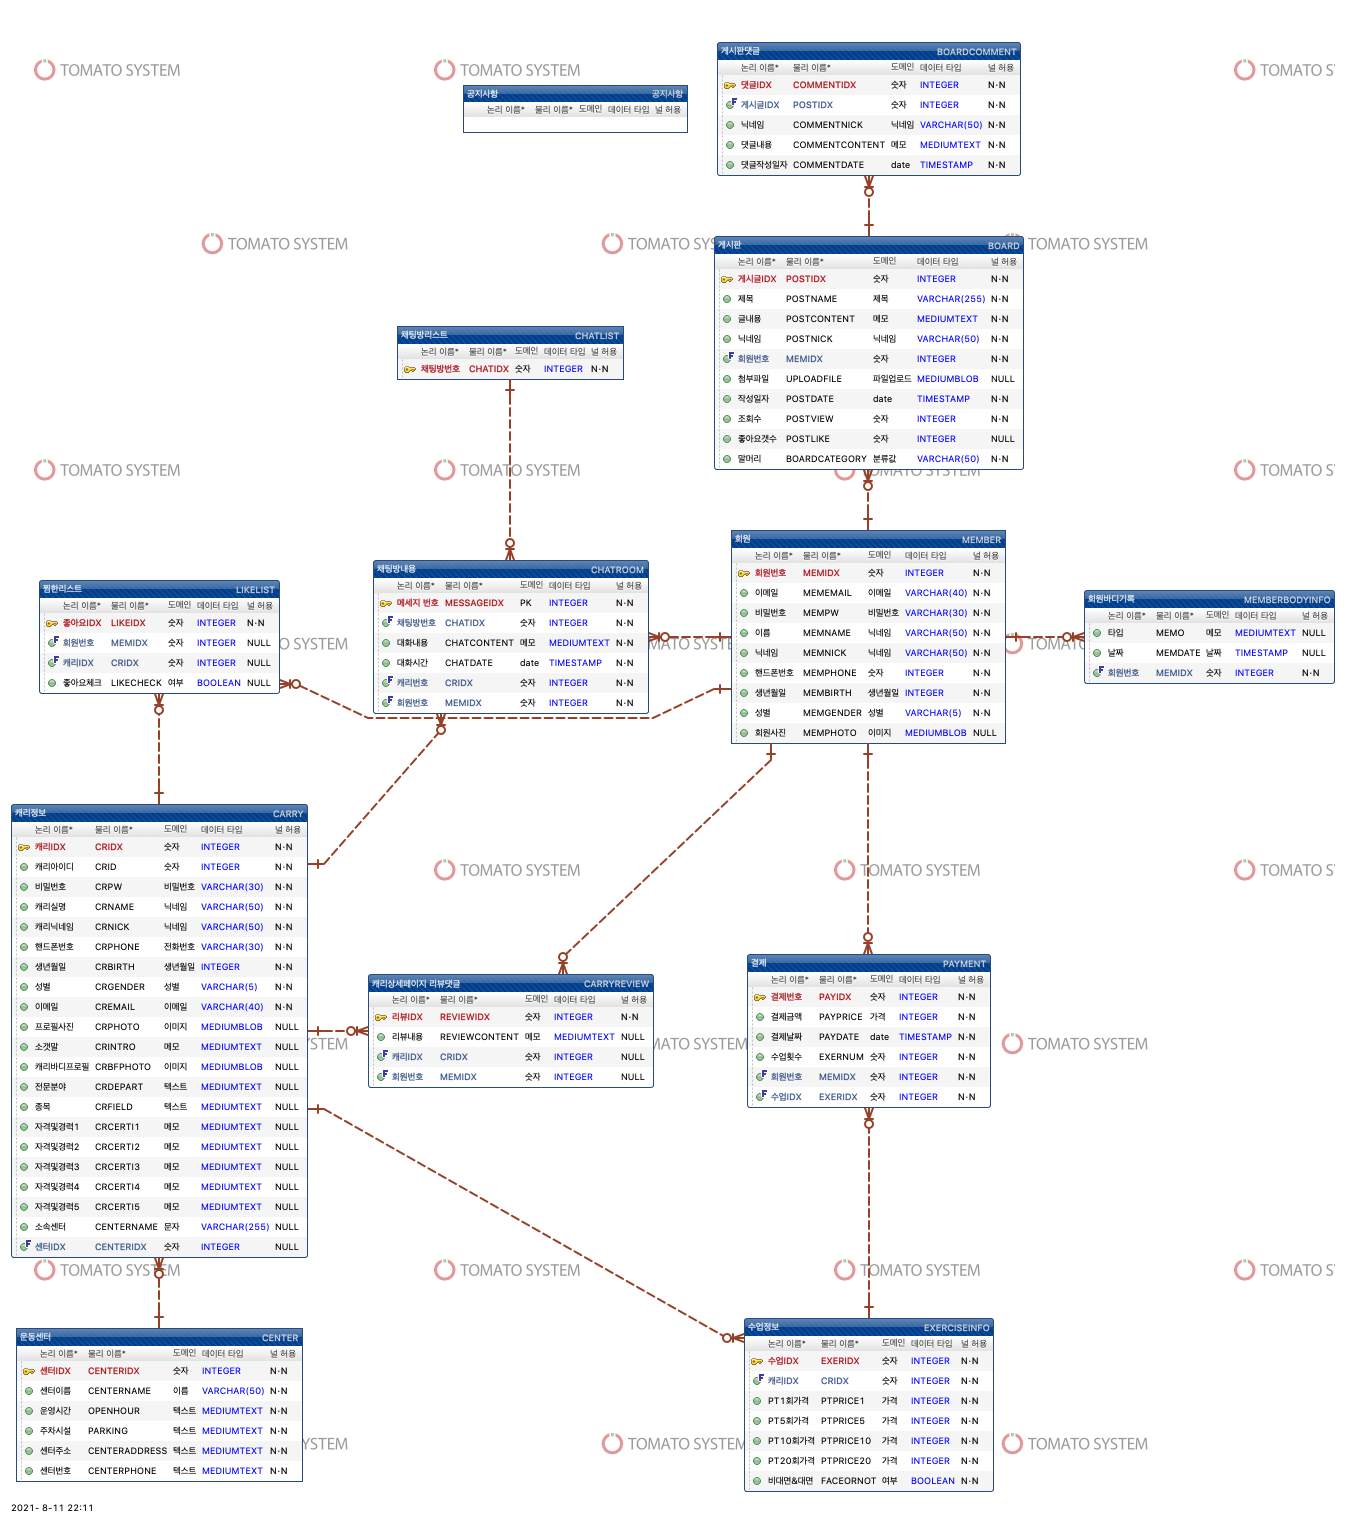 TOMATO SYSTEM
TOMATO SYSTEM
TOMATO S
공지사항 공지사항
논리 이름* 물리 이름* 도메인 데이터 타입 널 허용
게시판댓글 BOARDCOMMENT
논리 이름* 물리 이름* 도메인 데이터 타입 널 허용
댓글IDX COMMENTIDX 숫자 INTEGER N·N
게시글IDX POSTIDX 숫자 INTEGER N·N
닉네임 COMMENTNICK 닉네임 VARCHAR(50) N·N
댓글내용 COMMENTCONTENT 메모 MEDIUMTEXT N·N
댓글작성일자 COMMENTDATE date TIMESTAMP N·N
TOMATO SYSTEM
TOMATO SYS
TOMATO SYSTEM
게시판 BOARD
논리 이름* 물리 이름* 도메인 데이터 타입 널 허용
게시글IDX POSTIDX 숫자 INTEGER N·N
제목 POSTNAME 제목 VARCHAR(255) N·N
글내용 POSTCONTENT 메모 MEDIUMTEXT N·N
닉네임 POSTNICK 닉네임 VARCHAR(50) N·N
회원번호 MEMIDX 숫자 INTEGER N·N
첨부파일 UPLOADFILE 파일업로드 MEDIUMBLOB NULL
작성일자 POSTDATE date TIMESTAMP N·N
조회수 POSTVIEW 숫자 INTEGER N·N
좋아요갯수 POSTLIKE 숫자 INTEGER NULL
말머리 BOARDCATEGORY 분류값 VARCHAR(50) N·N
채팅방리스트 CHATLIST
논리 이름* 물리 이름* 도메인 데이터 타입 널 허용
채팅방번호 CHATIDX 숫자 INTEGER N·N
TOMATO SYSTEM
TOMATO SYSTEM
TOMATO SYSTEM
TOMATO S
찜한리스트 LIKELIST
논리 이름* 물리 이름* 도메인 데이터 타입 널 허용
좋아요IDX LIKEIDX 숫자 INTEGER N·N
회원번호 MEMIDX 숫자 INTEGER NULL
캐리IDX CRIDX 숫자 INTEGER NULL
좋아요체크 LIKECHECK 여부 BOOLEAN NULL
SYSTEM
채팅방내용 CHATROOM
논리 이름* 물리 이름* 도메인 데이터 타입 널 허용
메세지 번호 MESSAGEIDX PK INTEGER N·N
채팅방번호 CHATIDX 숫자 INTEGER N·N
대화내용 CHATCONTENT 메모 MEDIUMTEXT N·N
대화시간 CHATDATE date TIMESTAMP N·N
캐리번호 CRIDX 숫자 INTEGER N·N
회원번호 MEMIDX 숫자 INTEGER N·N
MATO SYSTEM
회원 MEMBER
논리 이름* 물리 이름* 도메인 데이터 타입 널 허용
회원번호 MEMIDX 숫자 INTEGER N·N
이메일 MEMEMAIL 이메일 VARCHAR(40) N·N
비밀번호 MEMPW 비밀번호 VARCHAR(30) N·N
이름 MEMNAME 닉네임 VARCHAR(50) N·N
닉네임 MEMNICK 닉네임 VARCHAR(50) N·N
핸드폰번호 MEMPHONE 숫자 INTEGER N·N
생년월일 MEMBIRTH 생년월일 INTEGER N·N
성별 MEMGENDER 성별 VARCHAR(5) N·N
회원사진 MEMPHOTO 이미지 MEDIUMBLOB NULL
TOMATO
회원바디기록 MEMBERBODYINFO
논리 이름* 물리 이름* 도메인 데이터 타입 널 허용
타입 MEMO 메모 MEDIUMTEXT NULL
날짜 MEMDATE 날짜 TIMESTAMP NULL
회원번호 MEMIDX 숫자 INTEGER N·N
캐리정보 CARRY
논리 이름* 물리 이름* 도메인 데이터 타입 널 허용
캐리IDX CRIDX 숫자 INTEGER N·N
캐리아이디 CRID 숫자 INTEGER N·N
비밀번호 CRPW 비밀번호 VARCHAR(30) N·N
캐리실명 CRNAME 닉네임 VARCHAR(50) N·N
캐리닉네임 CRNICK 닉네임 VARCHAR(50) N·N
핸드폰번호 CRPHONE 전화번호 VARCHAR(30) N·N
생년월일 CRBIRTH 생년월일 INTEGER N·N
성별 CRGENDER 성별 VARCHAR(5) N·N
이메일 CREMAIL 이메일 VARCHAR(40) N·N
프로필사진 CRPHOTO 이미지 MEDIUMBLOB NULL
소갯말 CRINTRO 메모 MEDIUMTEXT NULL
캐리바디프로필 CRBFPHOTO 이미지 MEDIUMBLOB NULL
전문분야 CRDEPART 텍스트 MEDIUMTEXT NULL
종목 CRFIELD 텍스트 MEDIUMTEXT NULL
자격및경력1 CRCERTI1 메모 MEDIUMTEXT NULL
자격및경력2 CRCERTI2 메모 MEDIUMTEXT NULL
자격및경력3 CRCERTI3 메모 MEDIUMTEXT NULL
자격및경력4 CRCERTI4 메모 MEDIUMTEXT NULL
자격및경력5 CRCERTI5 메모 MEDIUMTEXT NULL
소속센터 CENTERNAME 문자 VARCHAR(255) NULL
센터IDX CENTERIDX 숫자 INTEGER NULL
TOMATO SYSTEM
TOMATO SYSTEM
TOMATO S
캐리상세페이지 리뷰댓글 CARRYREVIEW
논리 이름* 물리 이름* 도메인 데이터 타입 널 허용
리뷰IDX REVIEWIDX 숫자 INTEGER N·N
리뷰내용 REVIEWCONTENT 메모 MEDIUMTEXT NULL
캐리IDX CRIDX 숫자 INTEGER NULL
회원번호 MEMIDX 숫자 INTEGER NULL
YSTEM
MATO SYSTEM
결제 PAYMENT
논리 이름* 물리 이름* 도메인 데이터 타입 널 허용
결제번호 PAYIDX 숫자 INTEGER N·N
결제금액 PAYPRICE 가격 INTEGER N·N
결제날짜 PAYDATE date TIMESTAMP N·N
수업횟수 EXERNUM 숫자 INTEGER N·N
회원번호 MEMIDX 숫자 INTEGER N·N
수업IDX EXERIDX 숫자 INTEGER N·N
TOMATO SYSTEM
TOMATO SYSTEM
TOMATO SYSTEM
TOMATO SYSTEM
TOMATO S
운동센터 CENTER
논리 이름* 물리 이름* 도메인 데이터 타입 널 허용
센터IDX CENTERIDX 숫자 INTEGER N·N
센터이름 CENTERNAME 이름 VARCHAR(50) N·N
운영시간 OPENHOUR 텍스트 MEDIUMTEXT N·N
주차시설 PARKING 텍스트 MEDIUMTEXT N·N
센터주소 CENTERADDRESS 텍스트 MEDIUMTEXT N·N
센터번호 CENTERPHONE 텍스트 MEDIUMTEXT N·N
YSTEM
TOMATO SYSTEM
수업정보 EXERCISEINFO
논리 이름* 물리 이름* 도메인 데이터 타입 널 허용
수업IDX EXERIDX 숫자 INTEGER N·N
캐리IDX CRIDX 숫자 INTEGER N·N
PT1회가격 PTPRICE1 가격 INTEGER N·N
PT5회가격 PTPRICE5 가격 INTEGER N·N
PT10회가격 PTPRICE10 가격 INTEGER N·N
PT20회가격 PTPRICE20 가격 INTEGER N·N
비대면&대면 FACEORNOT 여부 BOOLEAN N·N
TOMATO SYSTEM
2021- 8-11 22:11